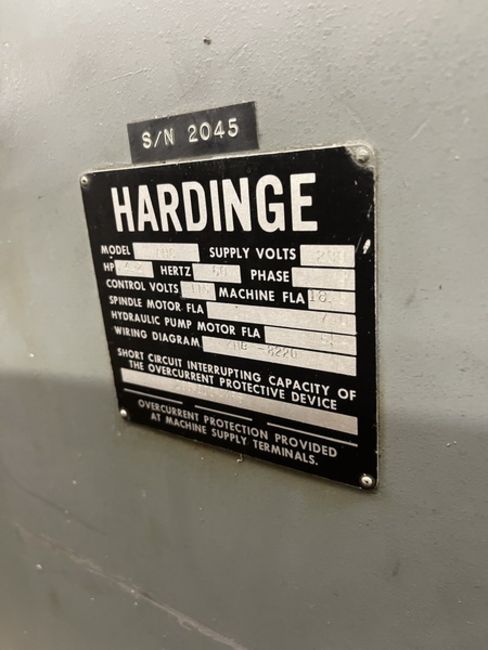 S/N 2045
HARDINGE
MODEL SUPPLY VOLTS
HP HERTZ 60 PHASE
CONTROL VOLTS MACHINE FLA
SPINDLE MOTOR FLA
HYDRAULIC PUMP MOTOR FLA
WIRING DIAGRAM
SHORT CIRCUIT INTERRUPTING CAPACITY OF
THE OVERCURRENT PROTECTIVE DEVICE
OVERCURRENT PROTECTION PROVIDED
AT MACHINE SUPPLY TERMINALS.